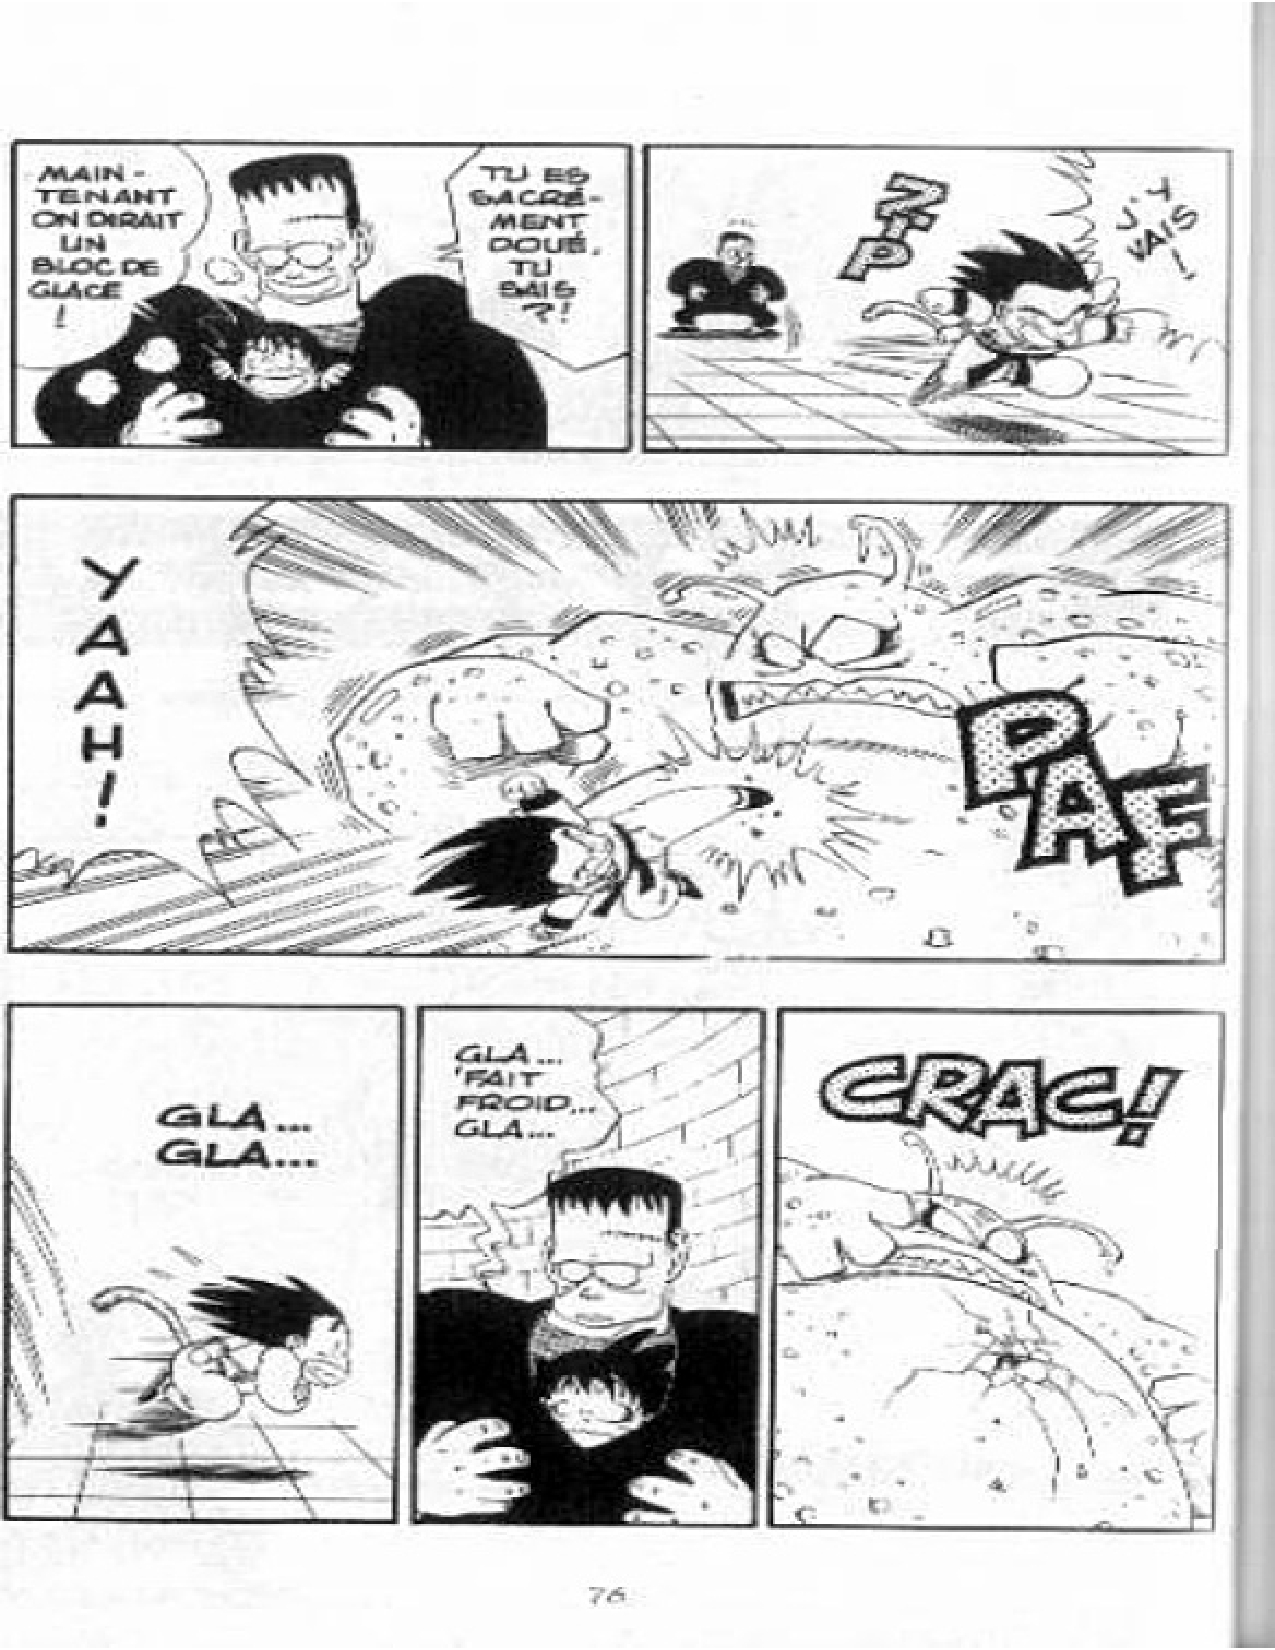 MAIN-
TENANT
ON DIRAIT
UN
BLOC DE
GLACE
!
TU ES
SACRÉ-
MENT
DOUÉ,
TU
SAIS
?!
ZIP
J'Y
VAIS
!
YAAH!
PAF
GLA...
GLA...
GLA...
'FAIT
FROID...
GLA...
CRAC!
76